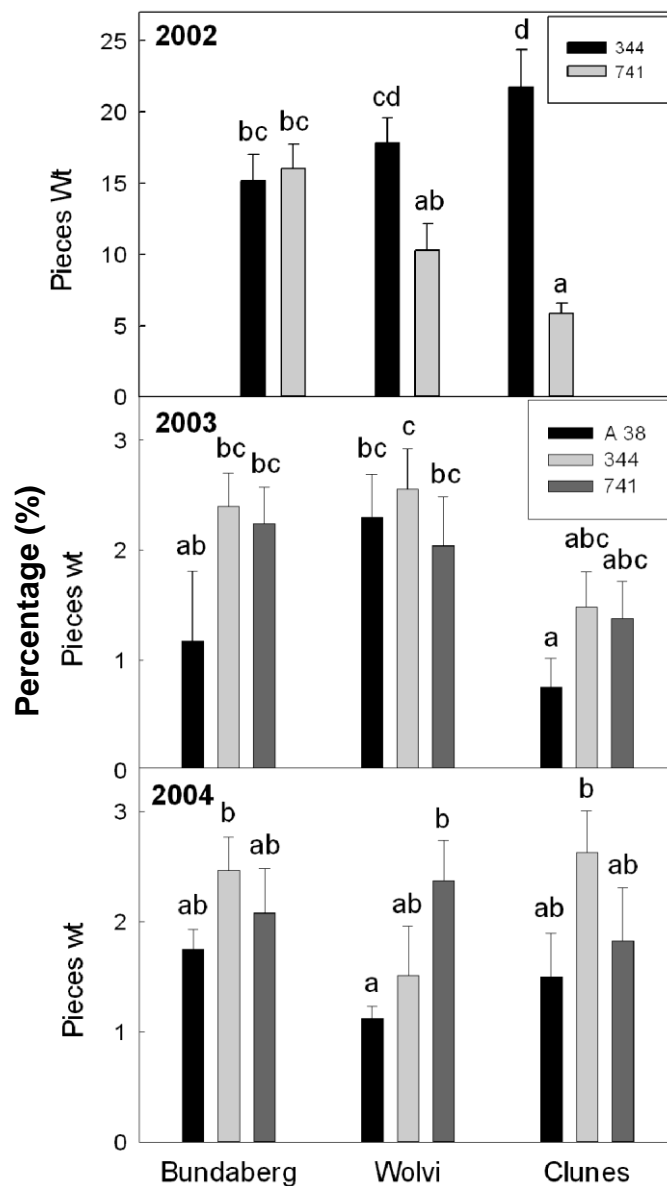 2002
344
741
25
20
15
10
5
0
Pieces Wt
bc bc cd ab d a
2003
A 38
344
741
3
2
1
0
Percentage (%)
Pieces wt
ab bc bc bc c bc a abc abc
2004
3
2
1
0
Pieces wt
ab b ab a ab b ab b ab
Bundaberg Wolvi Clunes